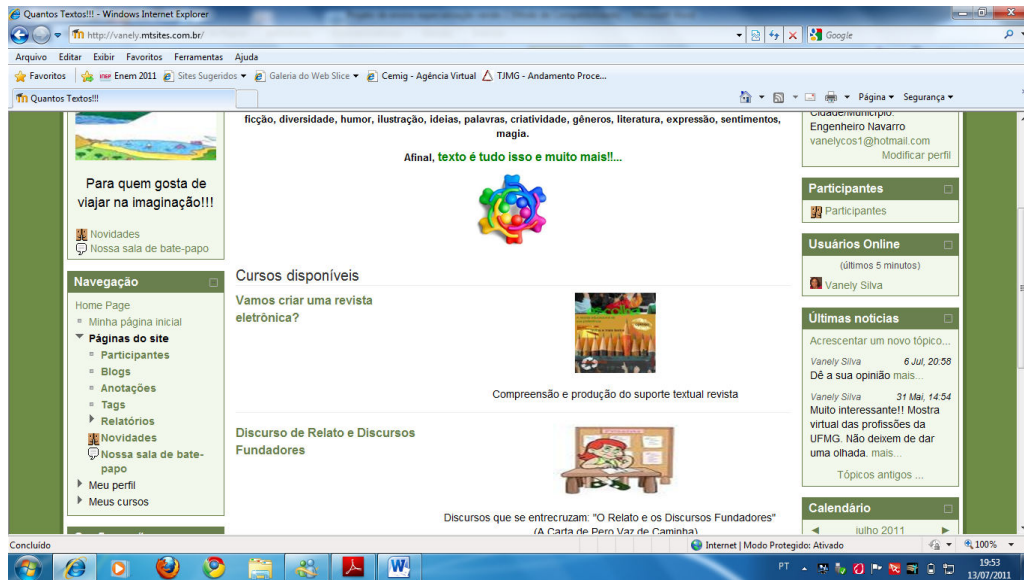 Quantos Textos!!! - Windows Internet Explorer
http://vanely.mtsites.com.br/
Google
Arquivo Editar Exibir Favoritos Ferramentas Ajuda
Favoritos Enem 2011 Sites Sugeridos Galeria do Web Slice Cemig - Agência Virtual TJMG - Andamento Proce...
Quantos Textos!!!
Página Segurança
ficção, diversidade, humor, ilustração, ideias, palavras, criatividade, gêneros, literatura, expressão, sentimentos,
magia.
Afinal, texto é tudo isso e muito mais!!...
Para quem gosta de
viajar na imaginação!!!
Novidades
Nossa sala de bate-papo
Navegação
Home Page
Minha página inicial
Páginas do site
Participantes
Blogs
Anotações
Tags
Relatórios
Novidades
Nossa sala de bate-
papo
Meu perfil
Meus cursos
Cursos disponíveis
Vamos criar uma revista
eletrônica?
Compreensão e produção do suporte textual revista
Discurso de Relato e Discursos
Fundadores
Discursos que se entrecruzam: "O Relato e os Discursos Fundadores"
(A Carta de Pero Vaz de Caminha)
Cidade/Município:
Engenheiro Navarro
vanelycos1@hotmail.com
Modificar perfil
Participantes
Participantes
Usuários Online
(últimos 5 minutos)
Vanely Silva
Últimas notícias
Acrescentar um novo tópico...
Vanely Silva 6 Jul, 20:58
Dê a sua opinião mais...
Vanely Silva 31 Mai, 14:54
Muito interessante!! Mostra
virtual das profissões da
UFMG. Não deixem de dar
uma olhada. mais...
Tópicos antigos ...
Calendário
julho 2011
Concluído
Internet | Modo Protegido: Ativado
100%
PT
19:53
13/07/2011